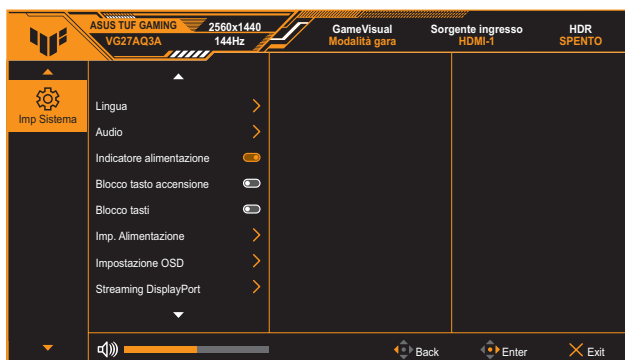 ASUS TUF GAMING 2560x1440
VG27AQ3A 144Hz
GameVisual
Modalità gara
Sorgente ingresso
HDMI-1
HDR
SPENTO
Imp Sistema
Lingua
Audio
Indicatore alimentazione
Blocco tasto accensione
Blocco tasti
Imp. Alimentazione
Impostazione OSD
Streaming DisplayPort
Back
Enter
Exit